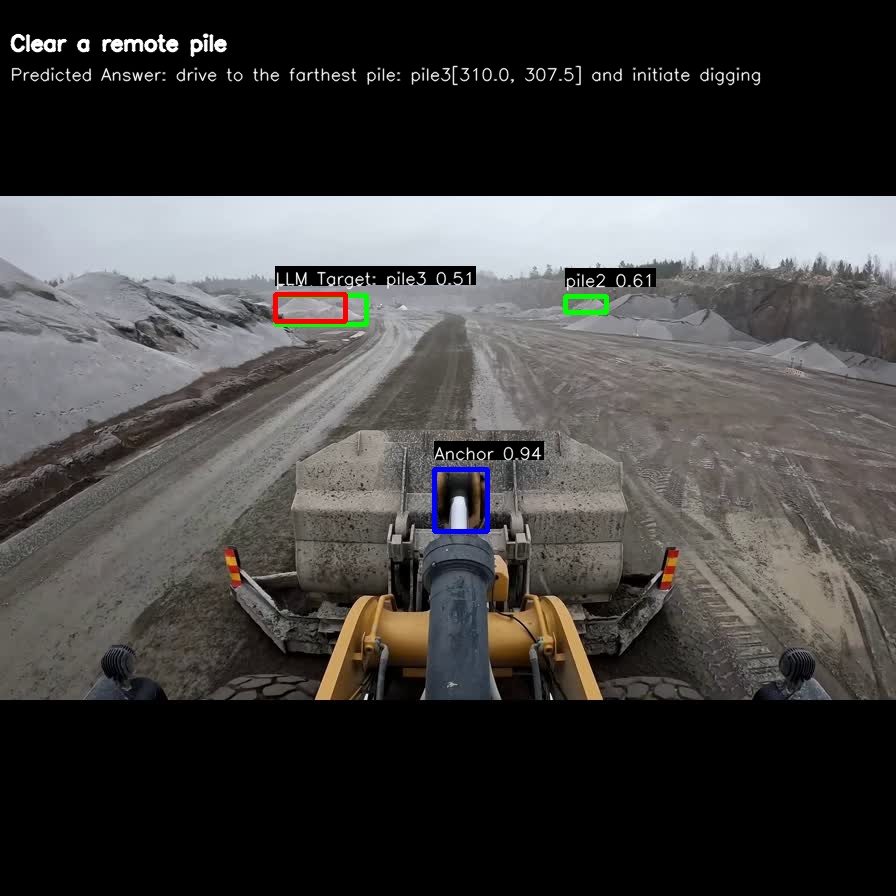 Clear a remote pile
Predicted Answer: drive to the farthest pile: pile3[310.0, 307.5] and initiate digging
LLM Target: pile3 0.51
pile2 0.61
Anchor 0.94